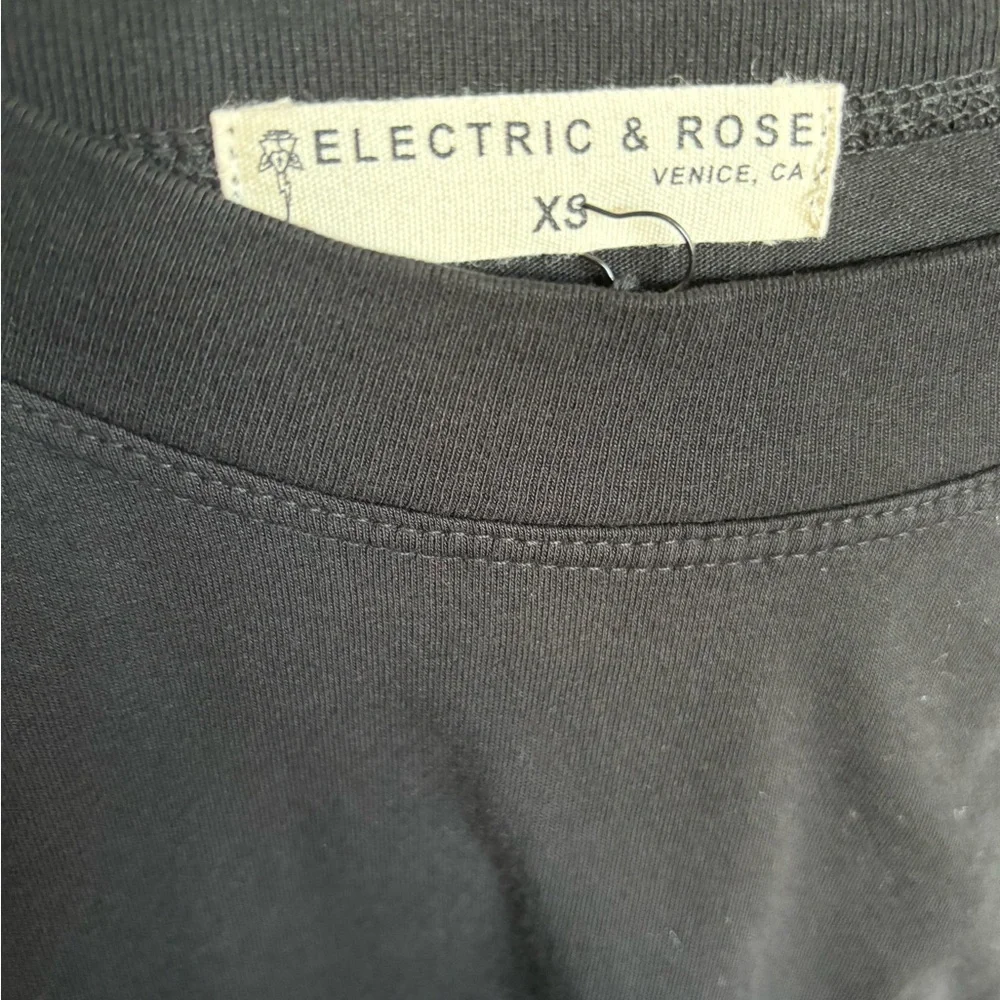 ELECTRIC & ROSE
VENICE, CA
XS